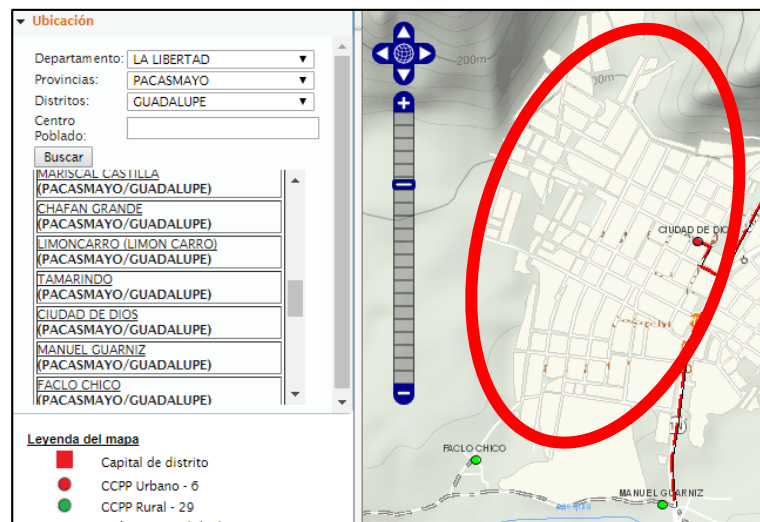 Ubicación
Departamento: LA LIBERTAD
Provincias: PACASMAYO
Distritos: GUADALUPE
Centro
Poblado:
Buscar
MARISCAL CASTILLA
(PACASMAYO/GUADALUPE)
CHAFAN GRANDE
(PACASMAYO/GUADALUPE)
LIMONCARRO (LIMON CARRO)
(PACASMAYO/GUADALUPE)
TAMARINDO
(PACASMAYO/GUADALUPE)
CIUDAD DE DIOS
(PACASMAYO/GUADALUPE)
MANUEL GUARNIZ
(PACASMAYO/GUADALUPE)
FACLO CHICO
(PACASMAYO/GUADALUPE)
Leyenda del mapa
Capital de distrito
CCPP Urbano - 6
CCPP Rural - 29
200m
00m
CIUDAD DE DIO
FACLO CHICO
MANUEL GUARNIZ